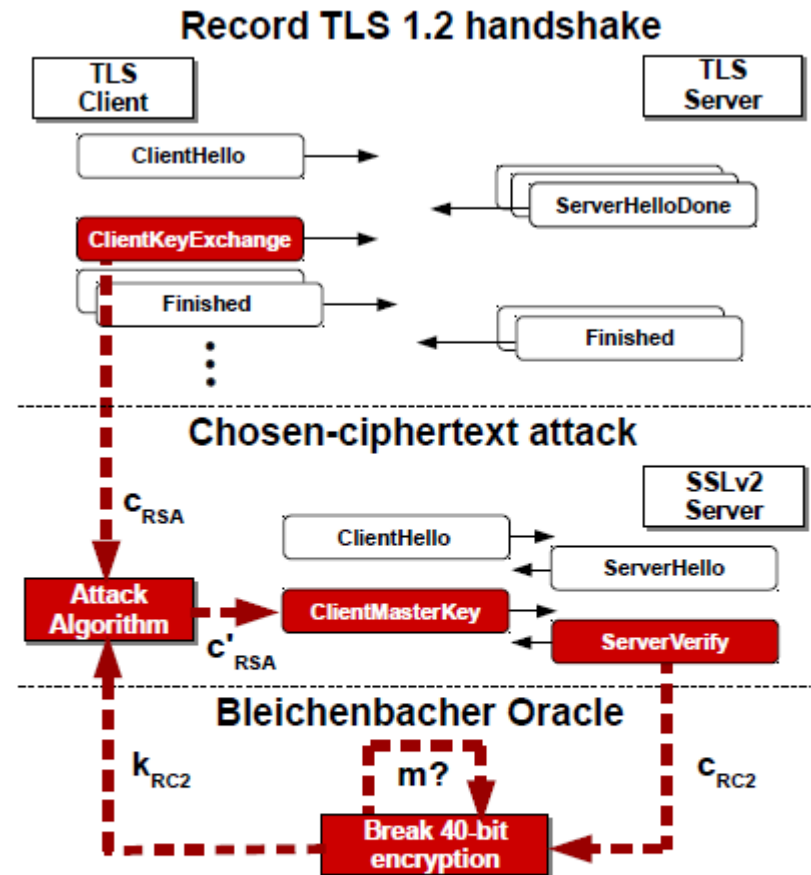 Record TLS 1.2 handshake
TLS
Client
TLS
Server
ClientHello
ServerHelloDone
ClientKeyExchange
Finished
Finished
Chosen-ciphertext attack
SSLv2
Server
cRSA
ClientHello
ServerHello
Attack
Algorithm
ClientMasterKey
c'RSA
ServerVerify
Bleichenbacher Oracle
kRC2
m?
cRC2
Break 40-bit
encryption